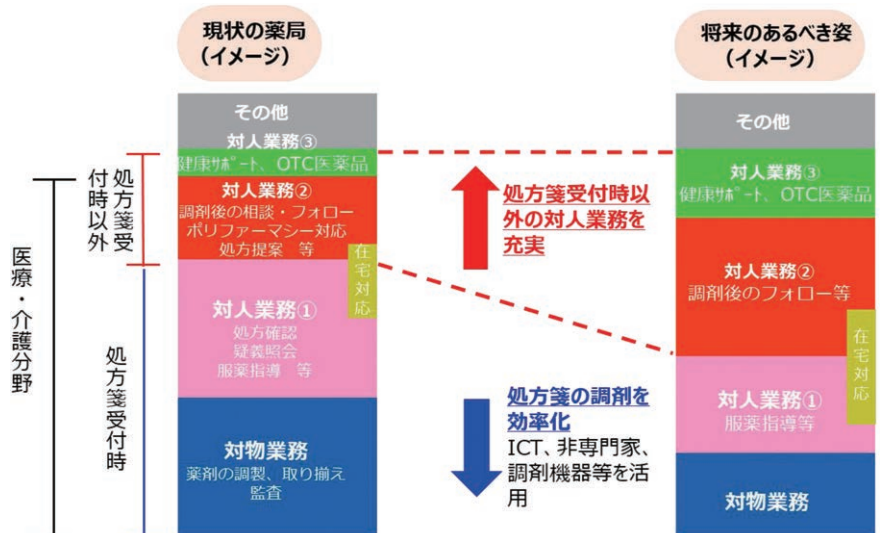 現状の薬局
（イメージ）
その他
対人業務③
健康ｻﾎﾟｰﾄ、OTC医薬品
対人業務②
調剤後の相談・フォロー
ポリファーマシー対応
処方提案　等
在宅対応
対人業務①
処方確認
疑義照会
服薬指導　等
対物業務
薬剤の調製、取り揃え
監査
医療・介護分野
処方箋受
付時以外
処方箋受付時
処方箋受付時以
外の対人業務を
充実
処方箋の調剤を
効率化
ICT、非専門家、
調剤機器等を活
用
将来のあるべき姿
（イメージ）
その他
対人業務③
健康ｻﾎﾟｰﾄ、OTC医薬品
対人業務②
調剤後のフォロー等
在宅対応
対人業務①
服薬指導等
対物業務